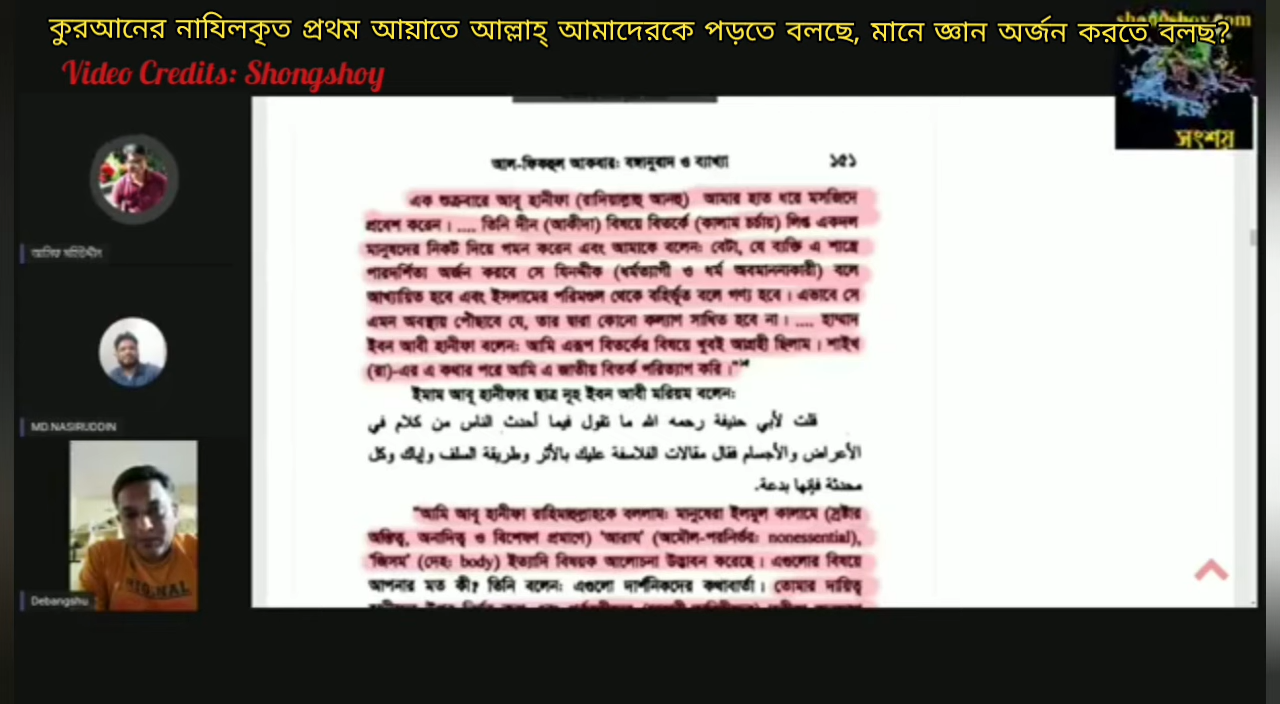 কুরআনের নাযিলকৃত প্রথম আয়াতে আল্লাহ্ আমাদেরকে পড়তে বলছে, মানে জ্ঞান অর্জন করতে বলছ?
shongshoy.com
Video Credits: Shongshoy
সংশয়
আল-ফিকহুল আকবার: বঙ্গানুবাদ ও ব্যাখ্যা ১৫১
এক শুক্রবারে আবূ হানীফা (রাদিয়াল্লাহু আনহু) আমার হাত ধরে মসজিদে
প্রবেশ করেন। .... তিনি দীন (আকীদা) বিষয়ে বিতর্কে (কালাম চর্চায়) লিপ্ত একদল
মানুষদের নিকট দিয়ে গমন করেন এবং আমাকে বলেন: বেটা, যে ব্যক্তি এ শাস্ত্রে
পারদর্শিতা অর্জন করবে সে যিনদীক (ধর্মত্যাগী ও ধর্ম অবমাননাকারী) বলে
আখ্যায়িত হবে এবং ইসলামের পরিমণ্ডল থেকে বহির্ভূত বলে গণ্য হবে। এভাবে সে
এমন অবস্থায় পৌঁছাবে যে, তার দ্বারা কোনো কল্যাণ সাধিত হবে না। .... হাম্মাদ
ইবন আবী হানীফা বলেন: আমি এরূপ বিতর্কের বিষয়ে খুবই আগ্রহী ছিলাম। শাইখ
(রা)-এর এ কথার পরে আমি এ জাতীয় বিতর্ক পরিত্যাগ করি।"
ইমাম আবূ হানীফার ছাত্র নূহ ইবন আবী মরিয়ম বলেন:
قلت لأبي حنيفة رحمه الله ما تقول فيما أحدث الناس من كلام في
الأعراض والأجسام فقال مقالات الفلاسفة عليك بالأثر وطريقة السلف وإياك وكل
محدثة فإنها بدعة.
"আমি আবূ হানীফা রাহিমাহুল্লাহকে বললাম: মানুষেরা ইলমুল কালামে (স্রষ্টার
অস্তিত্ব, অনাদিত্ব ও বিশেষণ প্রমাণে) 'আরায' (অমৌল-পরনির্ভর: nonessential),
'জিসম' (দেহ: body) ইত্যাদি বিষয়ক আলোচনা উদ্ভাবন করেছে। এগুলোর বিষয়ে
আপনার মত কী? তিনি বলেন: এগুলো দার্শনিকদের কথাবার্তা। তোমার দায়িত্ব
MD.NASIRUDDIN
Debangshu